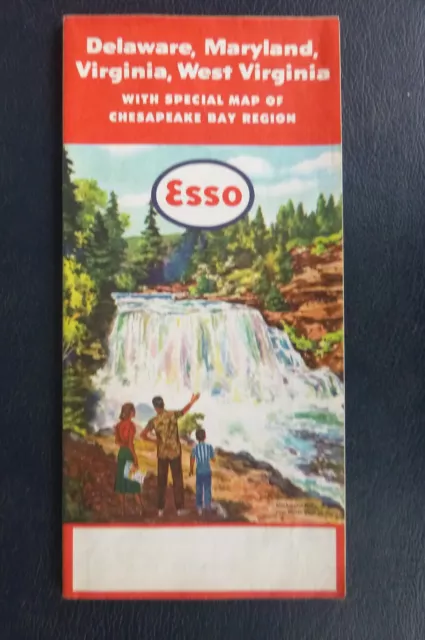 Delaware, Maryland,
Virginia, West Virginia
WITH SPECIAL MAP OF
CHESAPEAKE BAY REGION
Esso